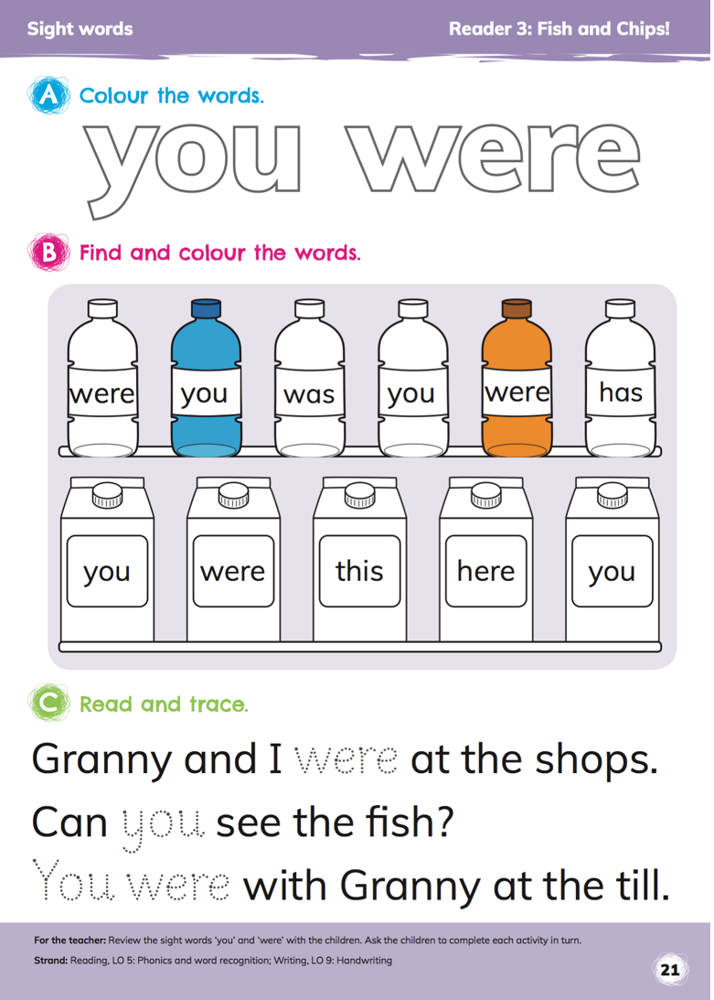 Sight words Reader 3: Fish and Chips!
A Colour the words.
you were
B Find and colour the words.
were you was you were has
you were this here you
C Read and trace.
Granny and I were at the shops.
Can you see the fish?
You were with Granny at the till.
For the teacher: Review the sight words ‘you’ and ‘were’ with the children. Ask the children to complete each activity in turn.
Strand: Reading, LO 5: Phonics and word recognition; Writing, LO 9: Handwriting
21